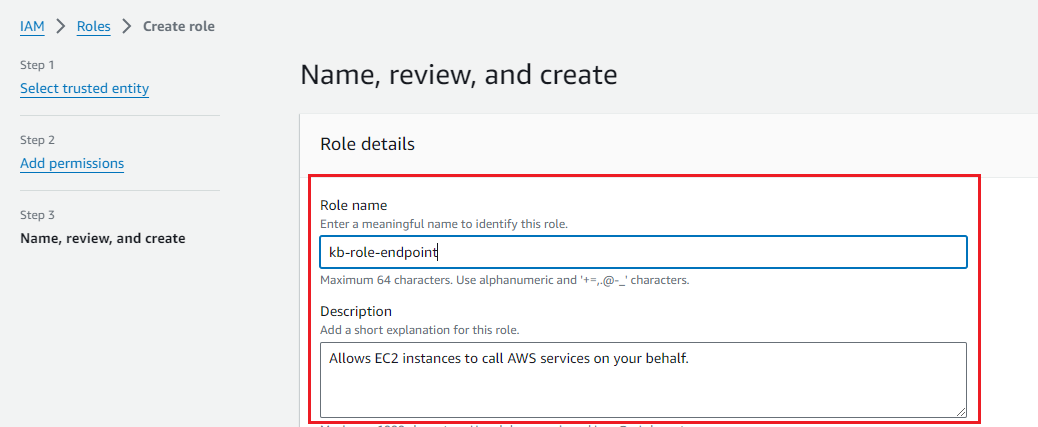 IAM > Roles > Create role
Step 1
Select trusted entity
Step 2
Add permissions
Step 3
Name, review, and create
Name, review, and create
Role details
Role name
Enter a meaningful name to identify this role.
kb-role-endpoint
Maximum 64 characters. Use alphanumeric and '+=,.@-_' characters.
Description
Add a short explanation for this role.
Allows EC2 instances to call AWS services on your behalf.